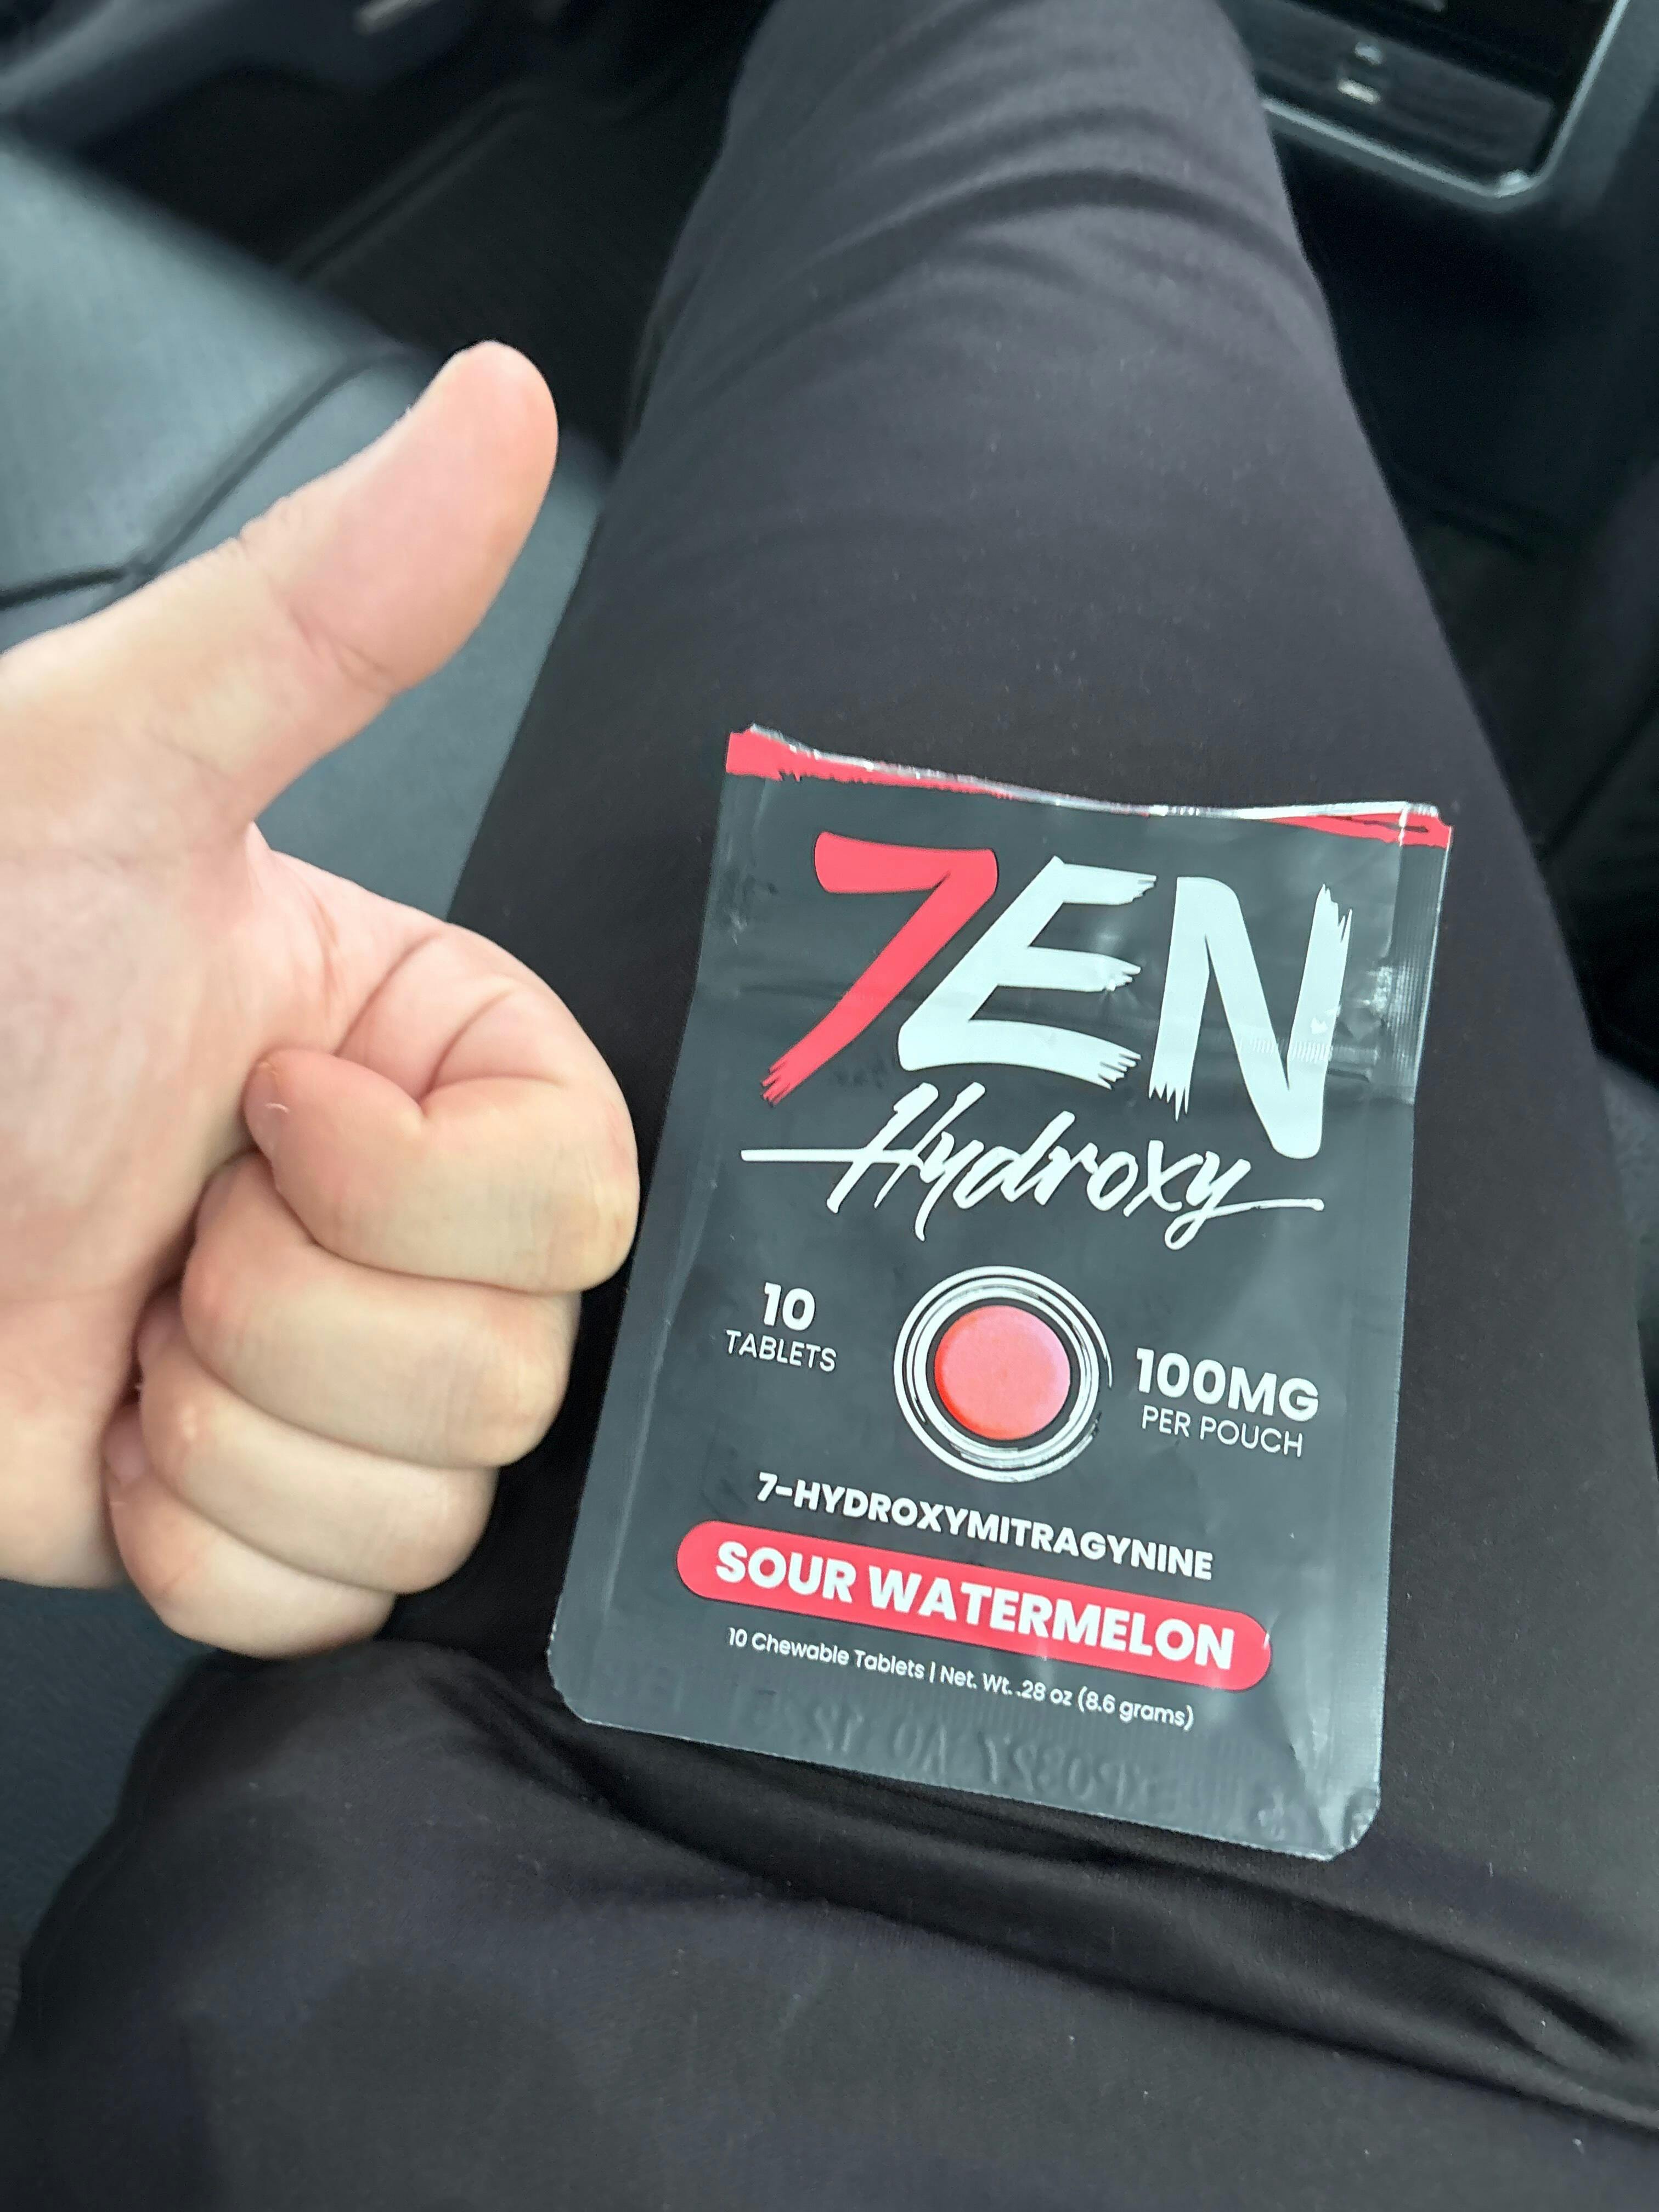 7EN
Hydroxy
10
TABLETS
100MG
PER POUCH
7-HYDROXYMITRAGYNINE
SOUR WATERMELON
10 Chewable Tablets | Net. Wt. .28 oz (8.6 grams)